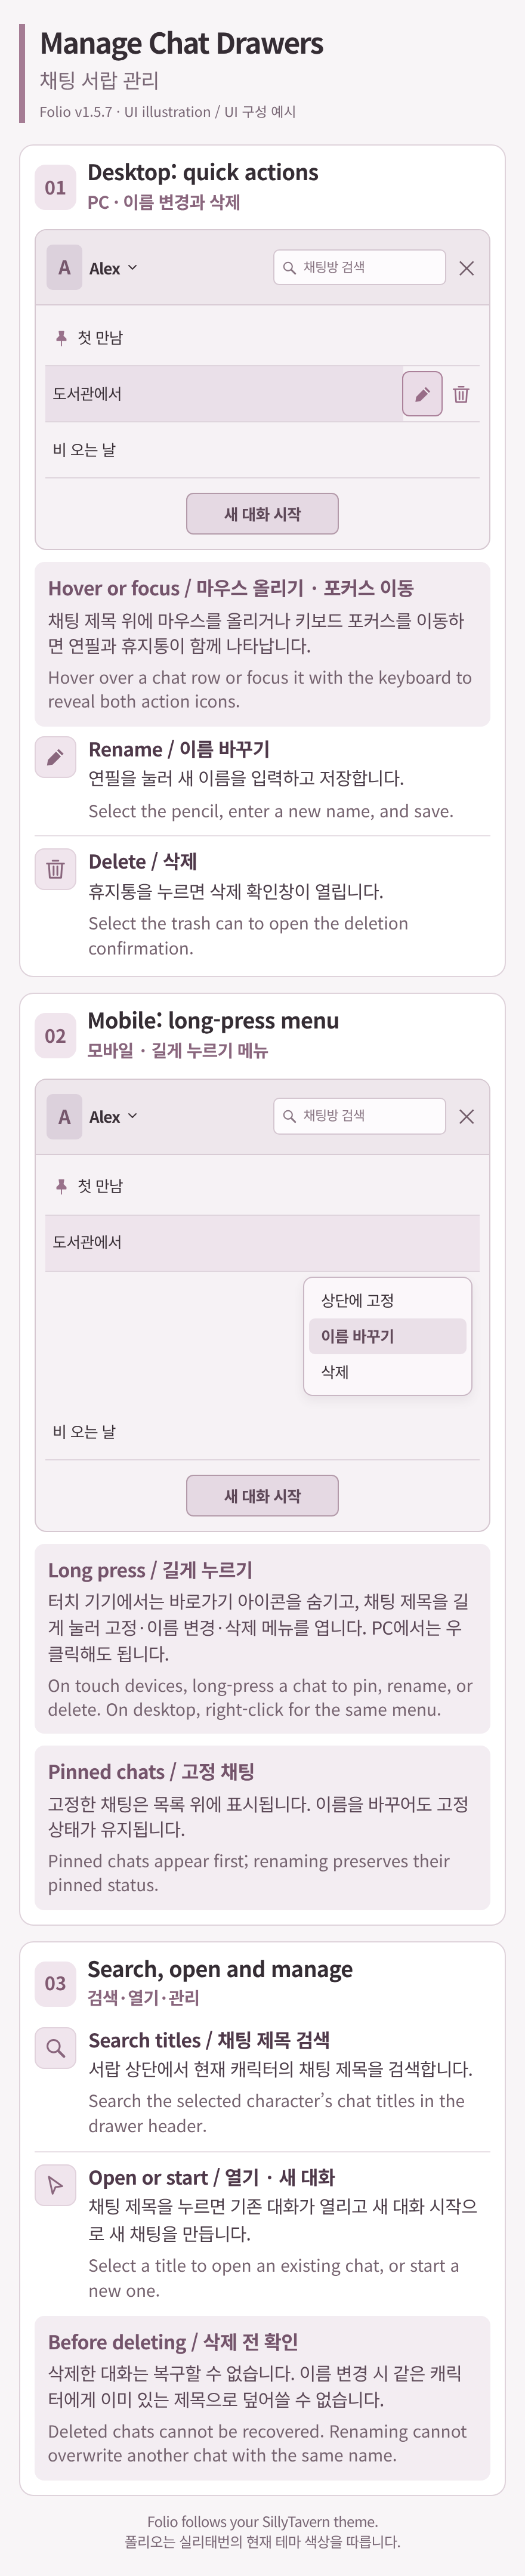 Manage Chat Drawers
채팅 서랍 관리
Folio v1.5.7 · UI illustration / UI 구성 예시
01
Desktop: quick actions
PC · 이름 변경과 삭제
A
Alex
채팅방 검색
첫 만남
도서관에서
비 오는 날
새 대화 시작
Hover or focus / 마우스 올리기 · 포커스 이동
채팅 제목 위에 마우스를 올리거나 키보드 포커스를 이동하
면 연필과 휴지통이 함께 나타납니다.
Hover over a chat row or focus it with the keyboard to
reveal both action icons.
Rename / 이름 바꾸기
연필을 눌러 새 이름을 입력하고 저장합니다.
Select the pencil, enter a new name, and save.
Delete / 삭제
휴지통을 누르면 삭제 확인창이 열립니다.
Select the trash can to open the deletion
confirmation.
02
Mobile: long-press menu
모바일 · 길게 누르기 메뉴
A
Alex
채팅방 검색
첫 만남
도서관에서
상단에 고정
이름 바꾸기
삭제
비 오는 날
새 대화 시작
Long press / 길게 누르기
터치 기기에서는 바로가기 아이콘을 숨기고, 채팅 제목을 길
게 눌러 고정·이름 변경·삭제 메뉴를 엽니다. PC에서는 우
클릭해도 됩니다.
On touch devices, long-press a chat to pin, rename, or
delete. On desktop, right-click for the same menu.
Pinned chats / 고정 채팅
고정한 채팅은 목록 위에 표시됩니다. 이름을 바꾸어도 고정
상태가 유지됩니다.
Pinned chats appear first; renaming preserves their
pinned status.
03
Search, open and manage
검색·열기·관리
Search titles / 채팅 제목 검색
서랍 상단에서 현재 캐릭터의 채팅 제목을 검색합니다.
Search the selected character’s chat titles in the
drawer header.
Open or start / 열기 · 새 대화
채팅 제목을 누르면 기존 대화가 열리고 새 대화 시작으
로 새 채팅을 만듭니다.
Select a title to open an existing chat, or start a
new one.
Before deleting / 삭제 전 확인
삭제한 대화는 복구할 수 없습니다. 이름 변경 시 같은 캐릭
터에게 이미 있는 제목으로 덮어쓸 수 없습니다.
Deleted chats cannot be recovered. Renaming cannot
overwrite another chat with the same name.
Folio follows your SillyTavern theme.
폴리오는 실리태번의 현재 테마 색상을 따릅니다.